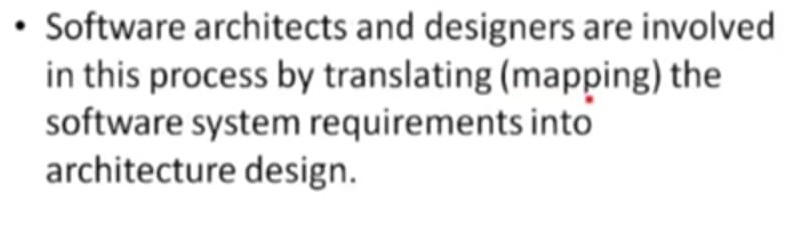 • Software architects and designers are involved
in this process by translating (mapping) the
software system requirements into
architecture design.